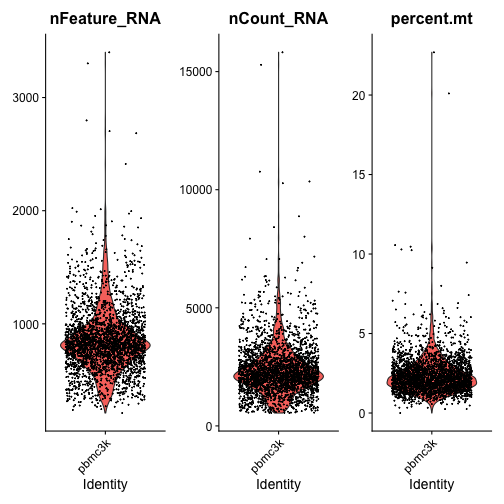 nFeature_RNA
3000
2000
1000
pbmc3k
Identity
nCount_RNA
15000
10000
5000
0
pbmc3k
Identity
percent.mt
20
15
10
5
0
pbmc3k
Identity